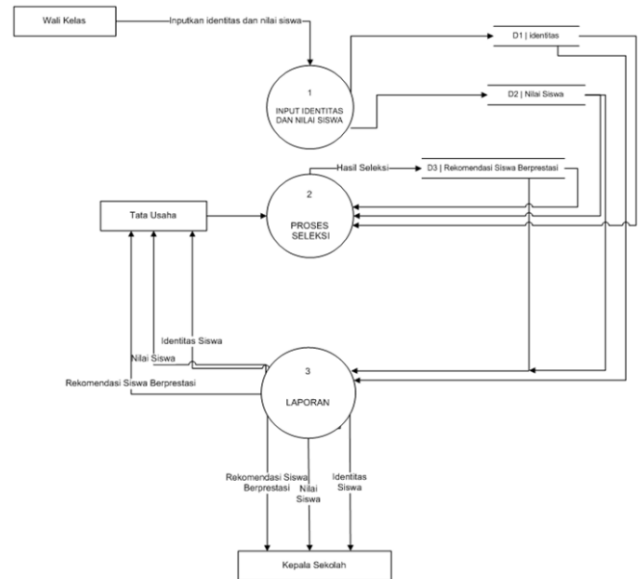 Wali Kelas
Inputkan identitas dan nilai siswa
D1 | identitas
1
INPUT IDENTITAS
DAN NILAI SISWA
D2 | Nilai Siswa
Hasil Seleksi
D3 | Rekomendasi Siswa Berprestasi
2
PROSES
SELEKSI
Tata Usaha
Identitas Siswa
Nilai Siswa
Rekomendasi Siswa Berprestasi
3
LAPORAN
Rekomendasi Siswa
Berprestasi
Nilai
Siswa
Identitas
Siswa
Kepala Sekolah